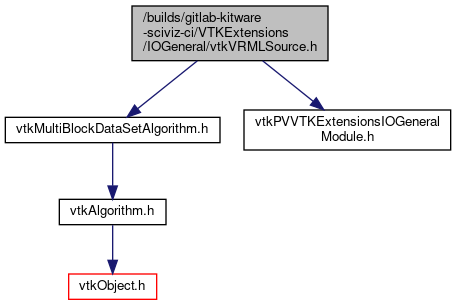 /builds/gitlab-kitware
-sciviz-ci/VTKExtensions
/IOGeneral/vtkVRMLSource.h
vtkMultiBlockDataSetAlgorithm.h
vtkPVVTKExtensionsIOGeneral
Module.h
vtkAlgorithm.h
vtkObject.h